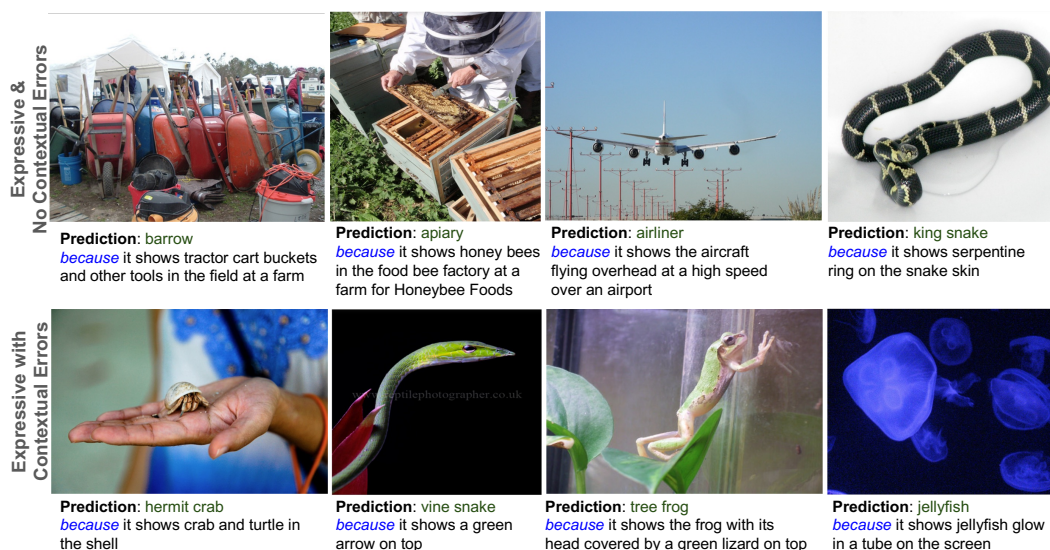 Expressive &
No Contextual Errors
Prediction: barrow
because it shows tractor cart buckets
and other tools in the field at a farm
Prediction: apiary
because it shows honey bees
in the food bee factory at a
farm for Honeybee Foods
Prediction: airliner
because it shows the aircraft
flying overhead at a high speed
over an airport
Prediction: king snake
because it shows serpentine
ring on the snake skin
Expressive with
Contextual Errors
www.reptilephotographer.co.uk
Prediction: hermit crab
because it shows crab and turtle in
the shell
Prediction: vine snake
because it shows a green
arrow on top
Prediction: tree frog
because it shows the frog with its
head covered by a green lizard on top
Prediction: jellyfish
because it shows jellyfish glow
in a tube on the screen